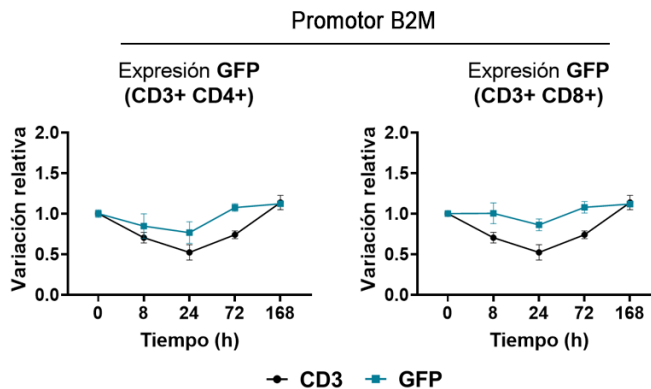 Promotor B2M
Expresión GFP
(CD3+ CD4+)
Variación relativa
2.0
1.5
1.0
0.5
0.0
0 8 24 72 168
Tiempo (h)
Expresión GFP
(CD3+ CD8+)
Variación relativa
2.0
1.5
1.0
0.5
0.0
0 8 24 72 168
Tiempo (h)
CD3 GFP